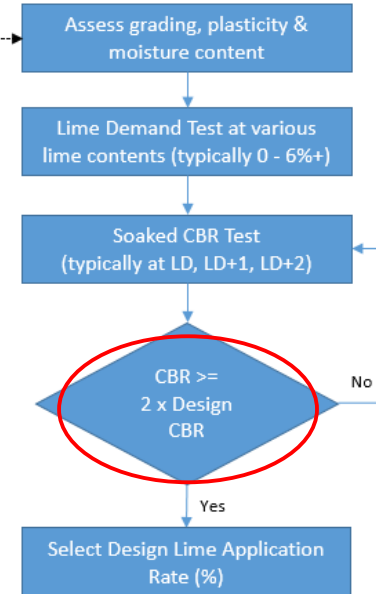 Assess grading, plasticity &
moisture content
Lime Demand Test at various
lime contents (typically 0 - 6%+)
Soaked CBR Test
(typically at LD, LD+1, LD+2)
CBR >=
2 x Design
CBR
No
Yes
Select Design Lime Application
Rate (%)